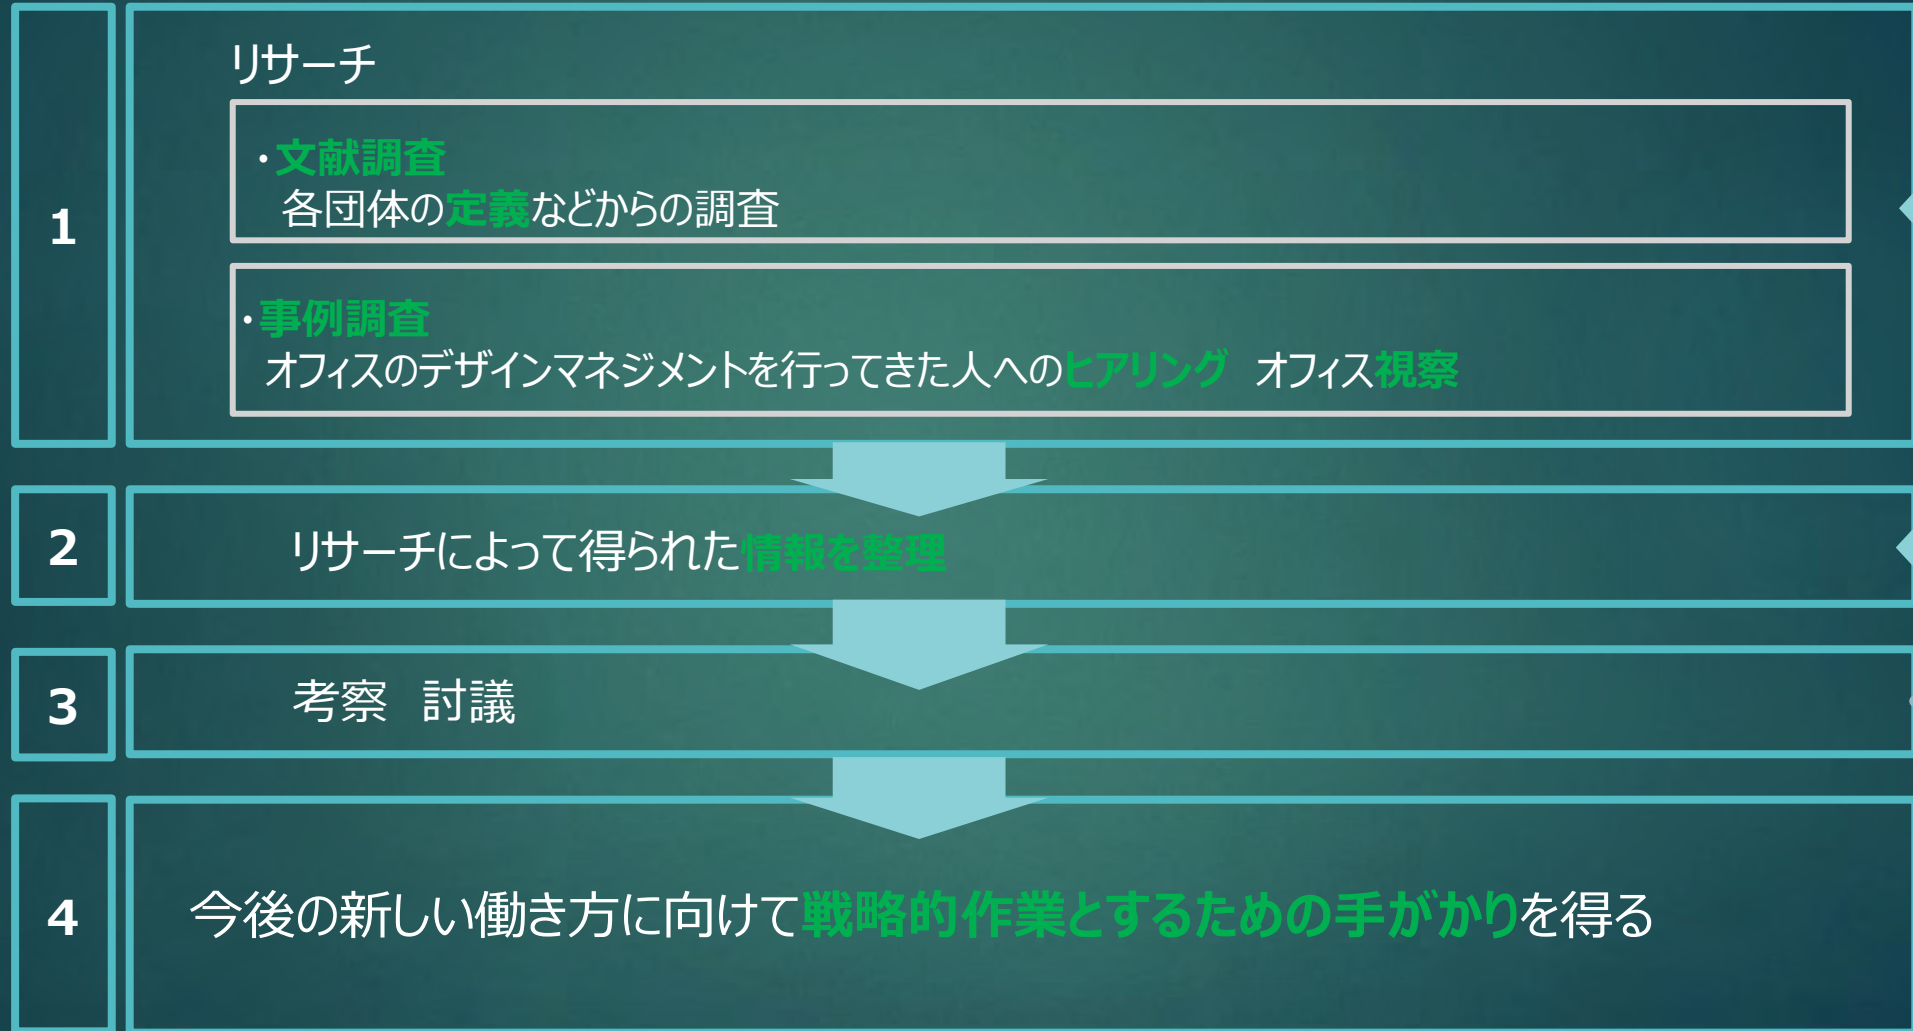 1
リサーチ
・文献調査
各団体の定義などからの調査
・事例調査
オフィスのデザインマネジメントを行ってきた人へのヒアリング　オフィス視察
2
リサーチによって得られた情報を整理
3
考察　討議
4
今後の新しい働き方に向けて戦略的作業とするための手がかりを得る